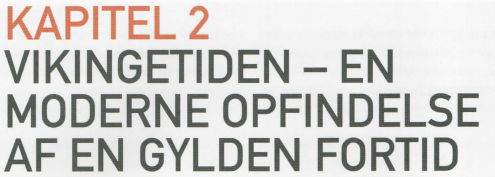 KAPITEL 2
VIKINGETIDEN – EN
MODERNE OPFINDELSE
AF EN GYLDEN FORTID